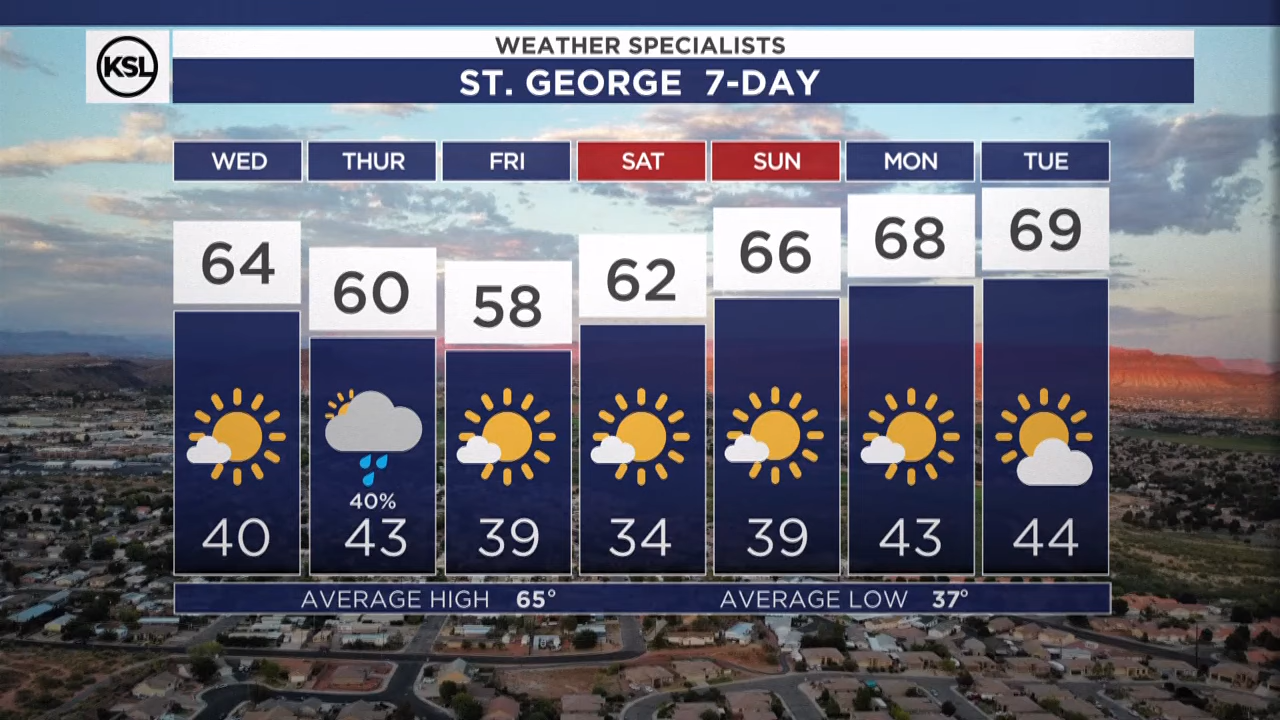 KSL
WEATHER SPECIALISTS
ST. GEORGE 7-DAY
WED THUR FRI SAT SUN MON TUE
64 60 58 62 66 68 69
40%
40 43 39 34 39 43 44
AVERAGE HIGH 65° AVERAGE LOW 37°